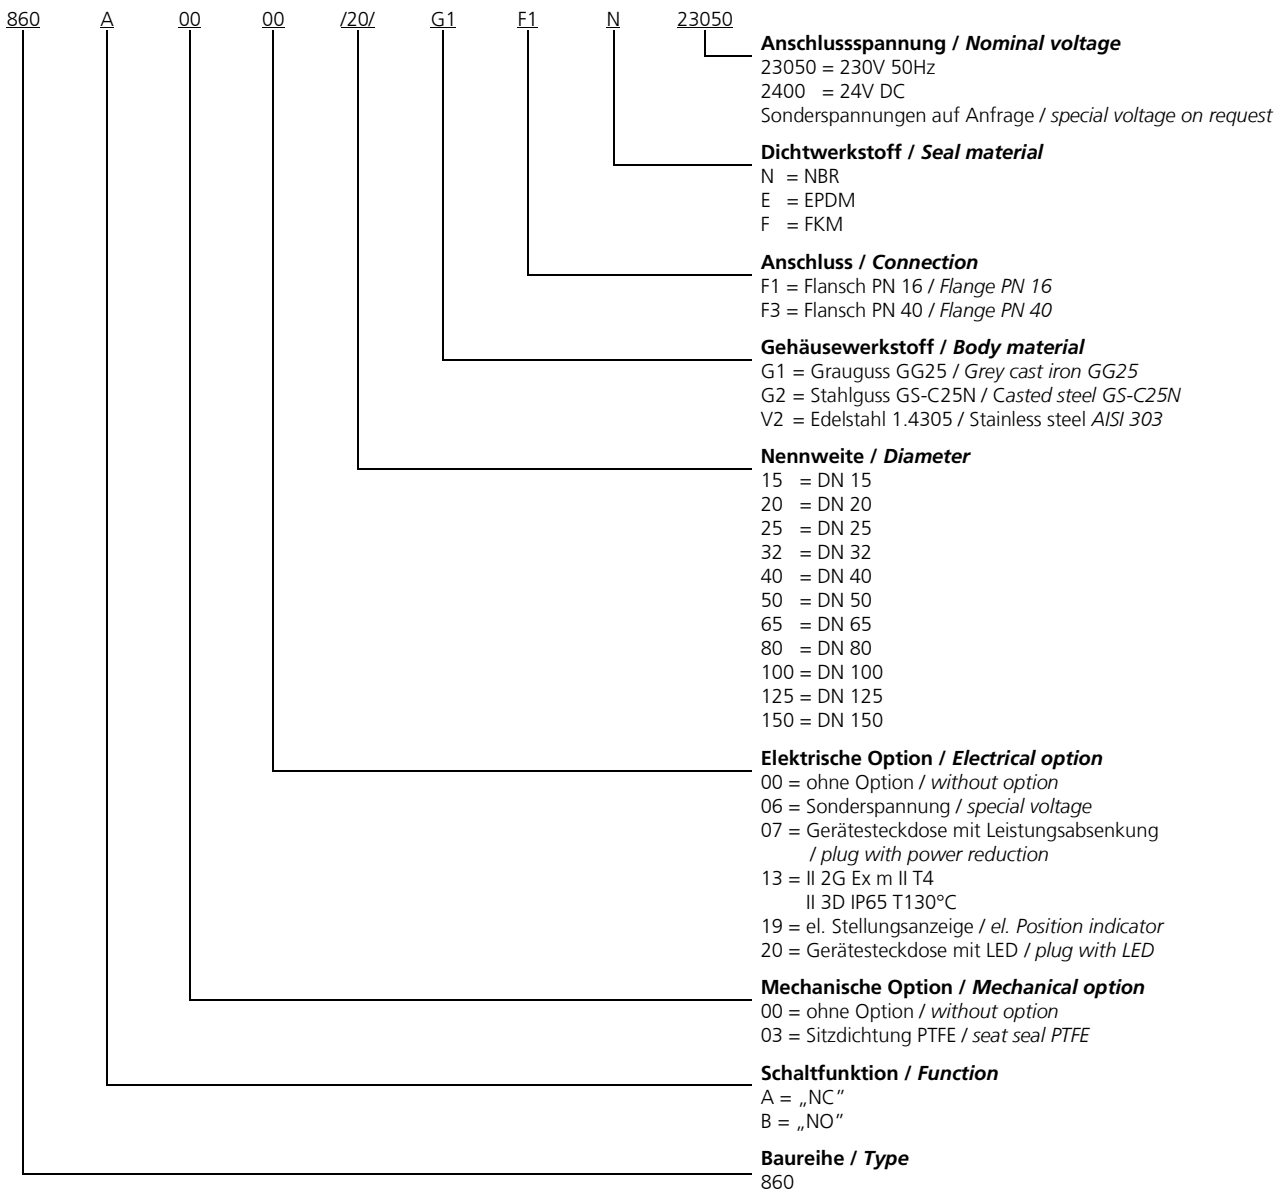 860 A 00 00 /20/ G1 F1 N 23050
Anschlussspannung / Nominal voltage
23050 = 230V 50Hz
2400 = 24V DC
Sonderspannungen auf Anfrage / special voltage on request
Dichtwerkstoff / Seal material
N = NBR
E = EPDM
F = FKM
Anschluss / Connection
F1 = Flansch PN 16 / Flange PN 16
F3 = Flansch PN 40 / Flange PN 40
Gehäusewerkstoff / Body material
G1 = Grauguss GG25 / Grey cast iron GG25
G2 = Stahlguss GS-C25N / Casted steel GS-C25N
V2 = Edelstahl 1.4305 / Stainless steel AISI 303
Nennweite / Diameter
15 = DN 15
20 = DN 20
25 = DN 25
32 = DN 32
40 = DN 40
50 = DN 50
65 = DN 65
80 = DN 80
100 = DN 100
125 = DN 125
150 = DN 150
Elektrische Option / Electrical option
00 = ohne Option / without option
06 = Sonderspannung / special voltage
07 = Gerätesteckdose mit Leistungsabsenkung
/ plug with power reduction
13 = II 2G Ex m II T4
II 3D IP65 T130°C
19 = el. Stellungsanzeige / el. Position indicator
20 = Gerätesteckdose mit LED / plug with LED
Mechanische Option / Mechanical option
00 = ohne Option / without option
03 = Sitzdichtung PTFE / seat seal PTFE
Schaltfunktion / Function
A = „NC"
B = „NO"
Baureihe / Type
860